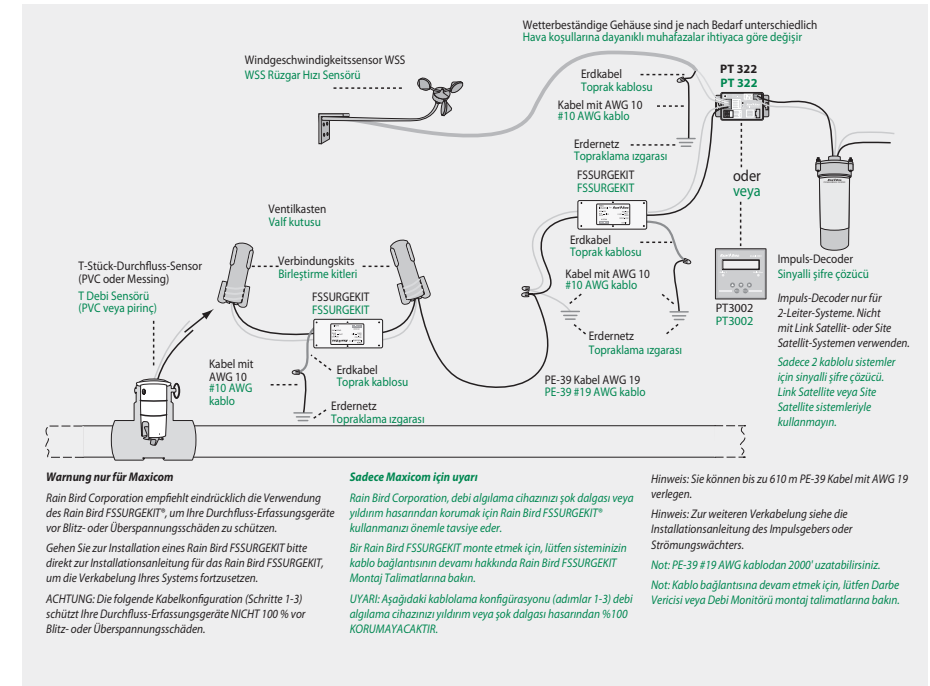 Wetterbeständige Gehäuse sind je nach Bedarf unterschiedlich
Hava koşullarına dayanıklı muhafazalar ihtiyaca göre değişir
Windgeschwindigkeitssensor WSS
WSS Rüzgar Hızı Sensörü
Erdkabel
Toprak kablosu
Kabel mit AWG 10
#10 AWG kablo
Erdernetz
Topraklama ızgarası
PT 322
PT 322
oder
veya
FSSURGEKIT
FSSURGEKIT
Ventilkasten
Valf kutusu
Erdkabel
Toprak kablosu
Kabel mit AWG 10
#10 AWG kablo
Erdernetz
Topraklama ızgarası
T-Stück-Durchfluss-Sensor
(PVC oder Messing)
T Debi Sensörü
(PVC veya pirinç)
Verbindungskits
Birleştirme kitleri
FSSURGEKIT
FSSURGEKIT
Kabel mit
AWG 10
#10 AWG
kablo
Erdkabel
Toprak kablosu
Erdernetz
Topraklama ızgarası
PE-39 Kabel AWG 19
PE-39 #19 AWG kablo
PT3002
PT3002
Impuls-Decoder
Sinyalli şifre çözücü
Impuls-Decoder nur für
2-Leiter-Systeme. Nicht
mit Link Satellit- oder Site
Satellit-Systemen verwenden.
Sadece 2 kablolu sistemler
için sinyalli şifre çözücü.
Link Satellite veya Site
Satellite sistemleriyle
kullanmayın.
Warnung nur für Maxicom
Rain Bird Corporation empfiehlt eindrücklich die Verwendung
des Rain Bird FSSURGEKIT®, um Ihre Durchfluss-Erfassungsgeräte
vor Blitz- oder Überspannungsschäden zu schützen.
Gehen Sie zur Installation eines Rain Bird FSSURGEKIT bitte
direkt zur Installationsanleitung für das Rain Bird FSSURGEKIT,
um die Verkabelung Ihres Systems fortzusetzen.
ACHTUNG: Die folgende Kabelkonfiguration (Schritte 1-3)
schützt Ihre Durchfluss-Erfassungsgeräte NICHT 100 % vor
Blitz- oder Überspannungsschäden.
Sadece Maxicom için uyarı
Rain Bird Corporation, debi algılama cihazınızı şok dalgası veya
yıldırım hasarından korumak için Rain Bird FSSURGEKIT®
kullanmanızı önemle tavsiye eder.
Bir Rain Bird FSSURGEKIT monte etmek için, lütfen sisteminizin
kablo bağlantısının devamı hakkında Rain Bird FSSURGEKIT
Montaj Talimatlarına bakın.
UYARI: Aşağıdaki kablolama konfigürasyonu (adımlar 1-3) debi
algılama cihazınızı yıldırım veya şok dalgası hasarından %100
KORUMAYACAKTIR.
Hinweis: Sie können bis zu 610 m PE-39 Kabel mit AWG 19
verlegen.
Hinweis: Zur weiteren Verkabelung siehe die
Installationsanleitung des Impulsgebers oder
Strömungswächters.
Not: PE-39 #19 AWG kablodan 2000' uzatabilirsiniz.
Not: Kablo bağlantısına devam etmek için, lütfen Darbe
Vericisi veya Debi Monitörü montaj talimatlarına bakın.